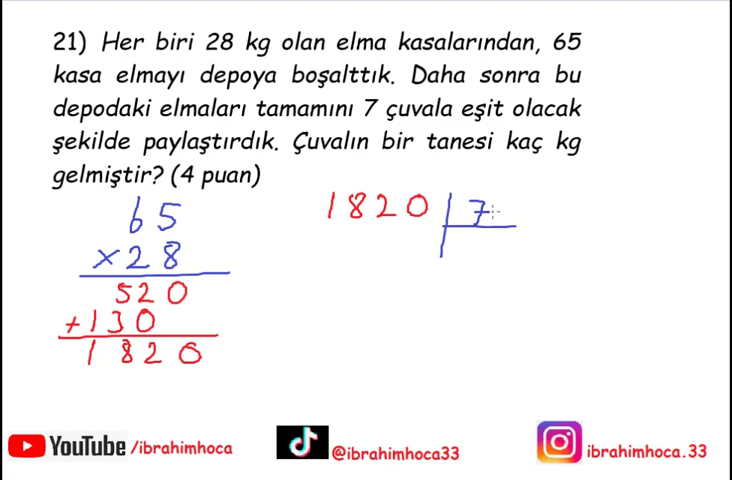 21) Her biri 28 kg olan elma kasalarından, 65
kasa elmayı depoya boşalttık. Daha sonra bu
depodaki elmaları tamamını 7 çuvala eşit olacak
şekilde paylaştırdık. Çuvalın bir tanesi kaç kg
gelmiştir? (4 puan)
65
x 28
520
+130
1820
1820 | 7
YouTube /ibrahimhoca
@ibrahimhoca33
ibrahimhoca.33